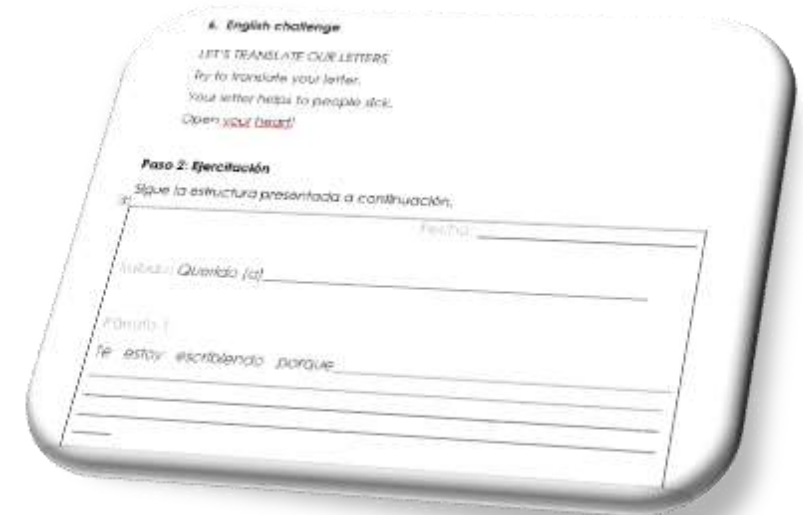 6. English challenge
LET'S TRANSLATE OUR LETTERS
Try to translate your letter.
Your letter helps to people sick.
Open your heart!
Paso 2: Ejercitación
Sigue la estructura presentada a continuación.
Fecha:
Saludo: Querido (a)
Párrafo 1
Te estoy escribiendo porque